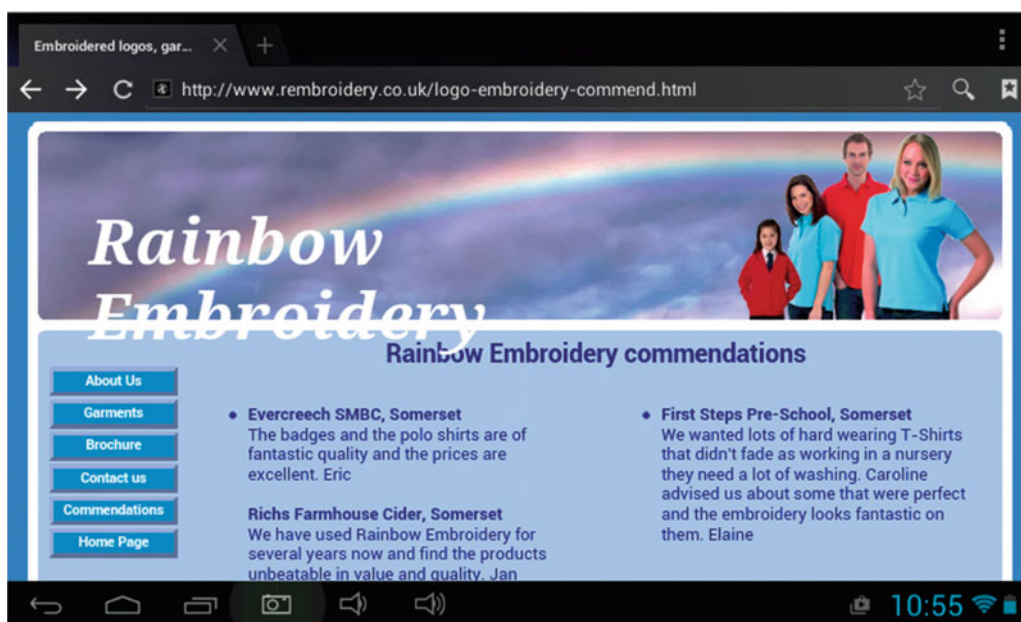 Embroidered logos, gar...
http://www.rembroidery.co.uk/logo-embroidery-commend.html
Rainbow
Embroidery
Rainbow Embroidery commendations
About Us
Garments
Brochure
Contact us
Commendations
Home Page
Evercreech SMBC, Somerset
The badges and the polo shirts are of
fantastic quality and the prices are
excellent. Eric
Richs Farmhouse Cider, Somerset
We have used Rainbow Embroidery for
several years now and find the products
unbeatable in value and quality. Jan
First Steps Pre-School, Somerset
We wanted lots of hard wearing T-Shirts
that didn't fade as working in a nursery
they need a lot of washing. Caroline
advised us about some that were perfect
and the embroidery looks fantastic on
them. Elaine
10:55